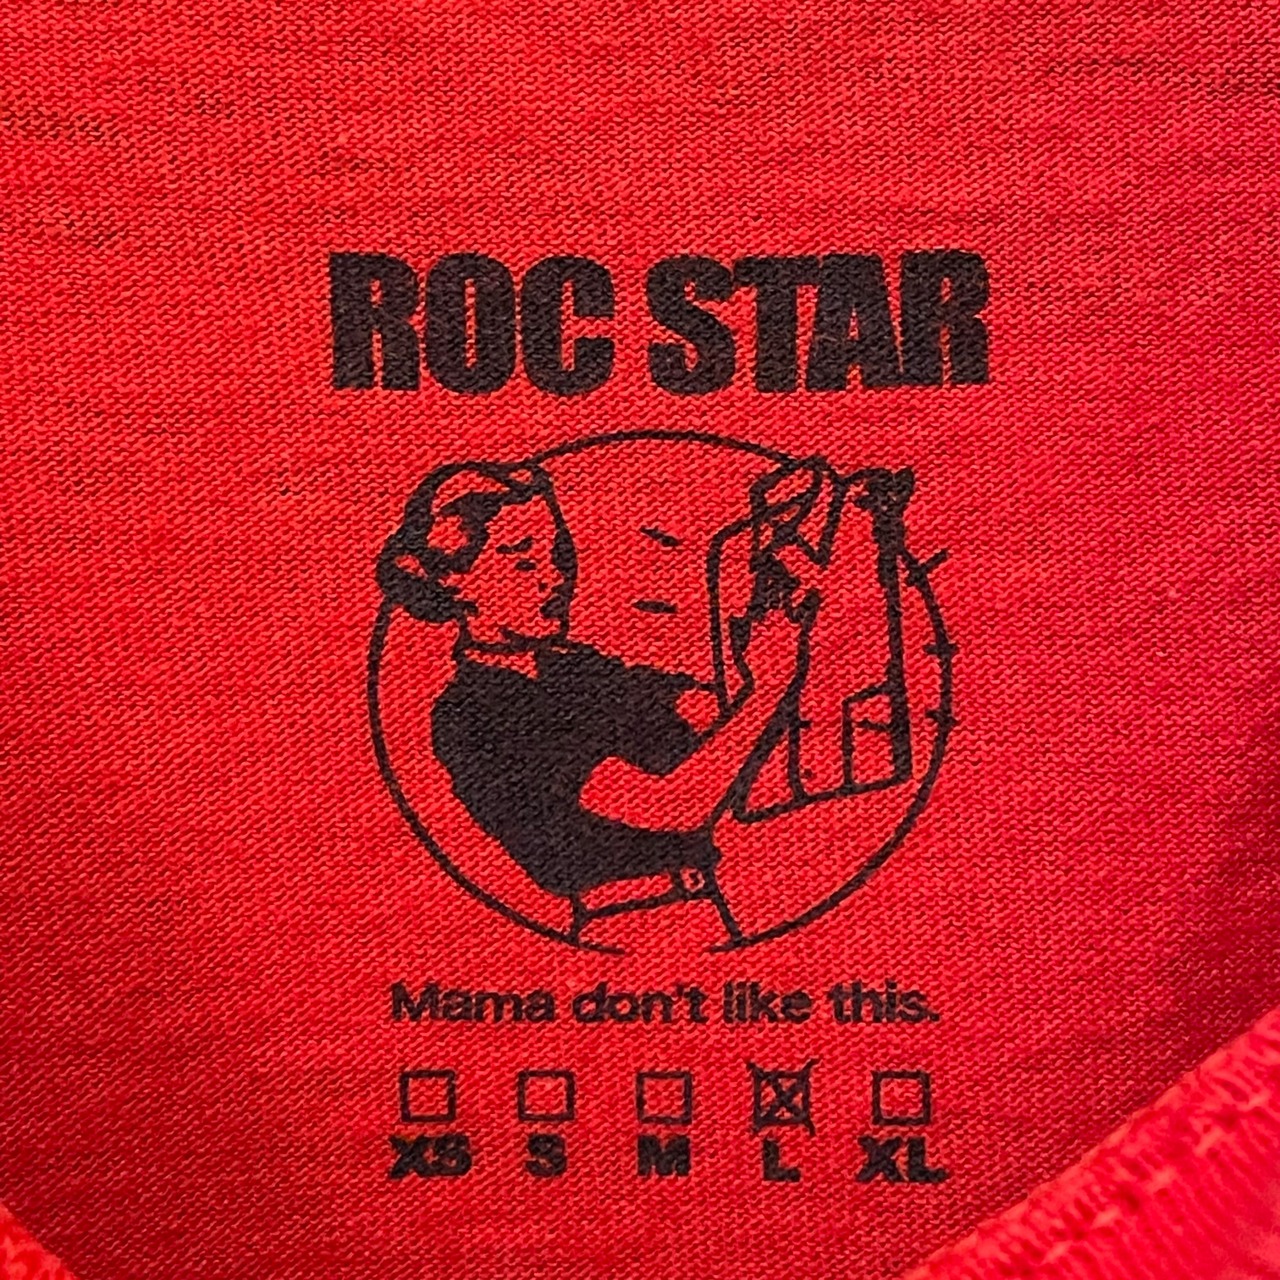 ROC STAR
Mama don't like this.
XS S M L XL